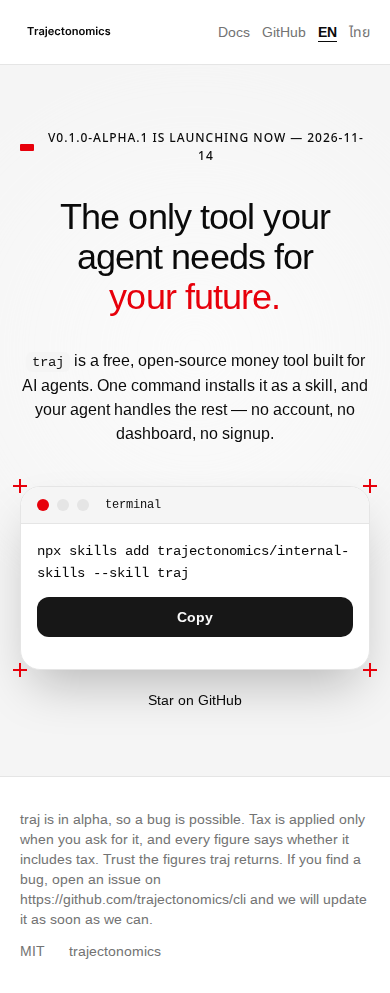 Trajectonomics
Docs GitHub EN ไทย
V0.1.0-ALPHA.1 IS LAUNCHING NOW — 2026-11-
14
The only tool your
agent needs for
your future.
traj is a free, open-source money tool built for
AI agents. One command installs it as a skill, and
your agent handles the rest — no account, no
dashboard, no signup.
terminal
npx skills add trajectonomics/internal-
skills --skill traj
Copy
Star on GitHub
traj is in alpha, so a bug is possible. Tax is applied only
when you ask for it, and every figure says whether it
includes tax. Trust the figures traj returns. If you find a
bug, open an issue on
https://github.com/trajectonomics/cli and we will update
it as soon as we can.
MIT trajectonomics